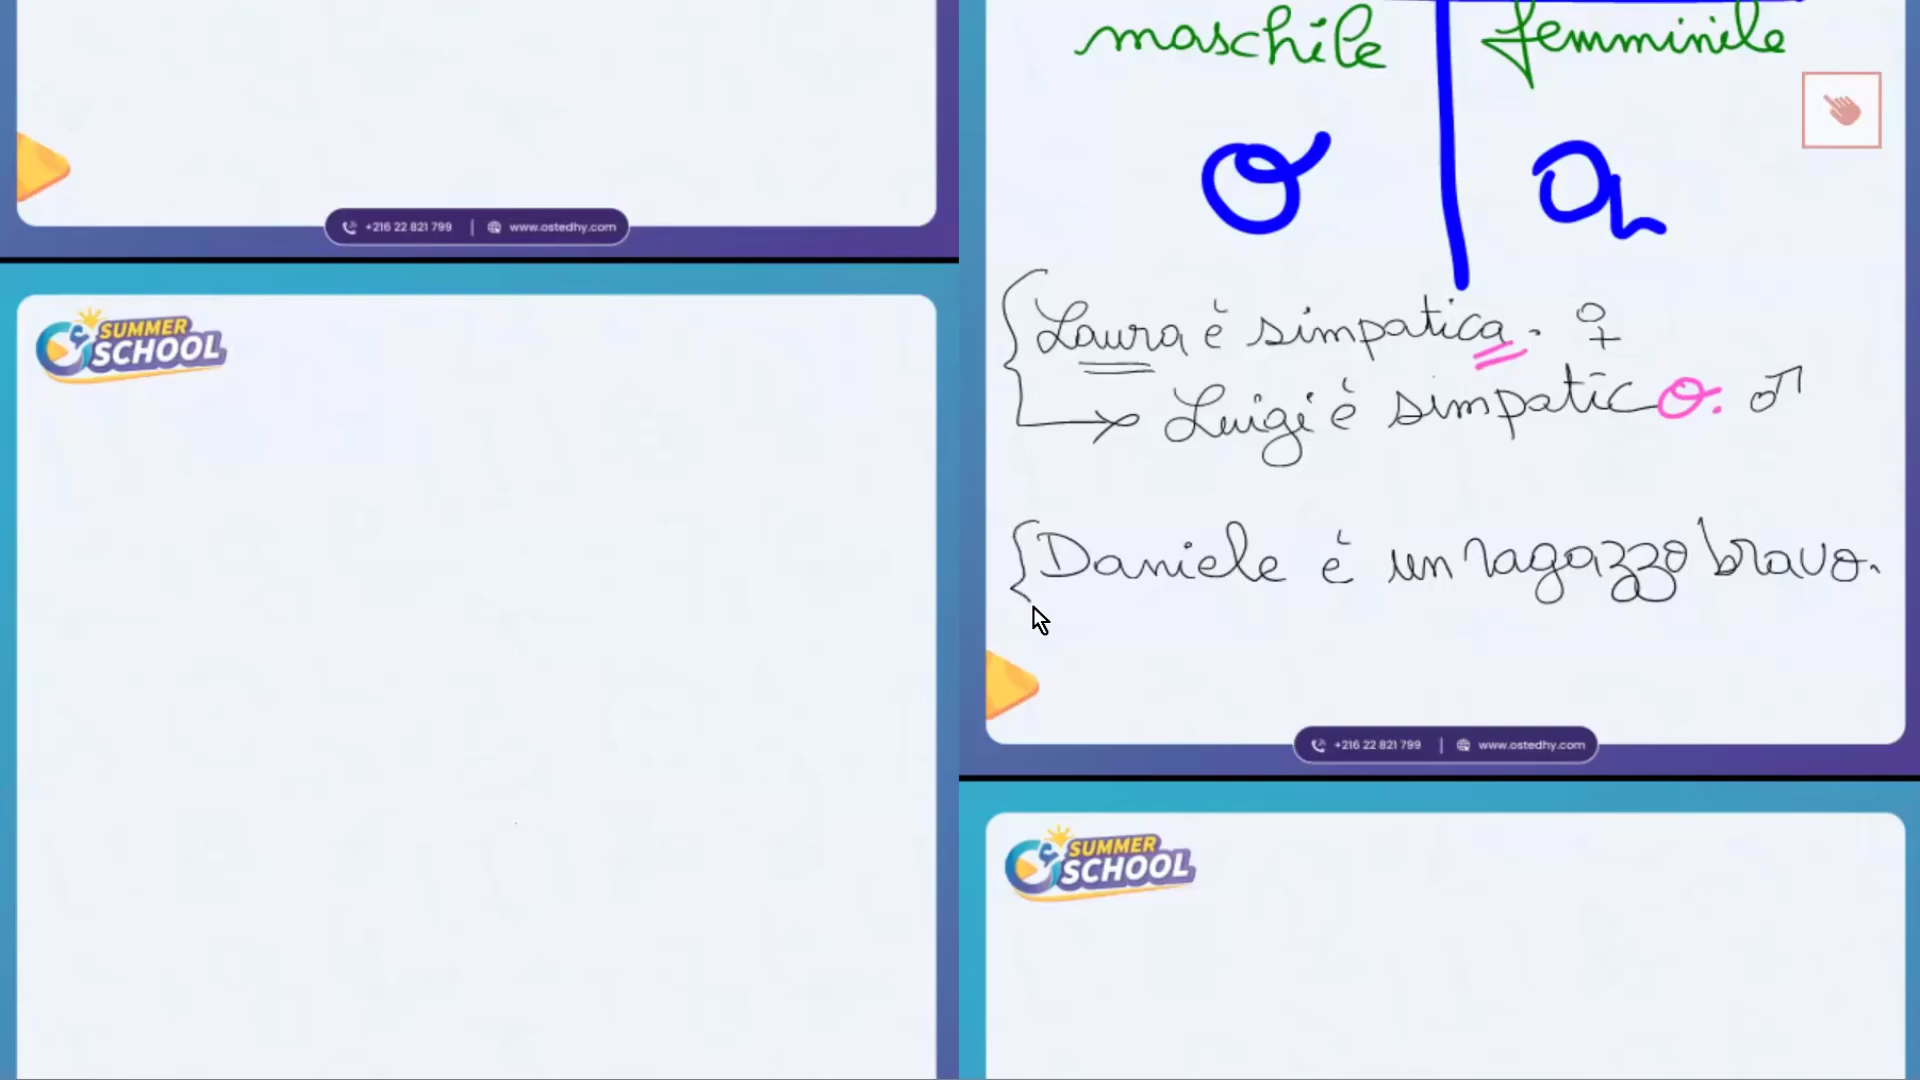 +216 22 821 799 | www.ostedhy.com
SUMMER
SCHOOL
maschile | femminile
o | a
Laura è simpatica. ♀
→ Luigi è simpatico. ♂
Daniele è un ragazzo bravo.
+216 22 821 799 | www.ostedhy.com
SUMMER
SCHOOL